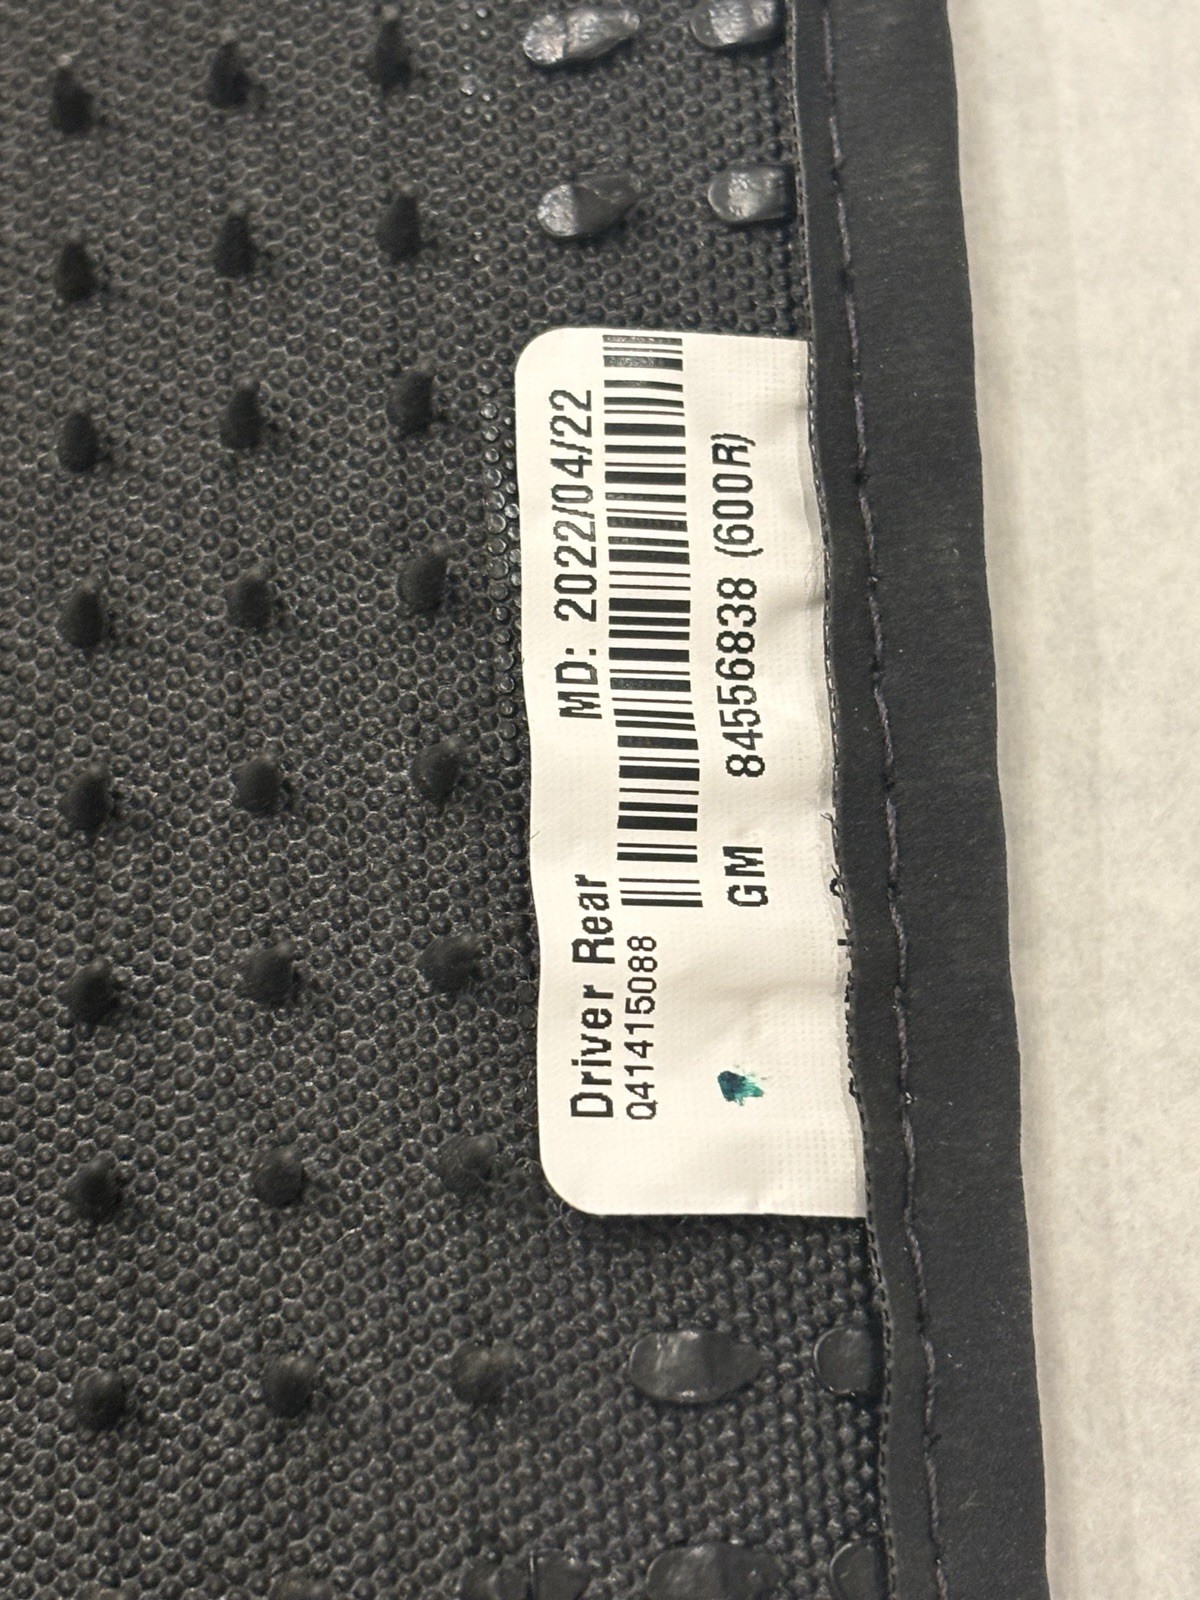 Driver Rear MD: 2022/04/22
Q41415088
GM 84556838 (600R)